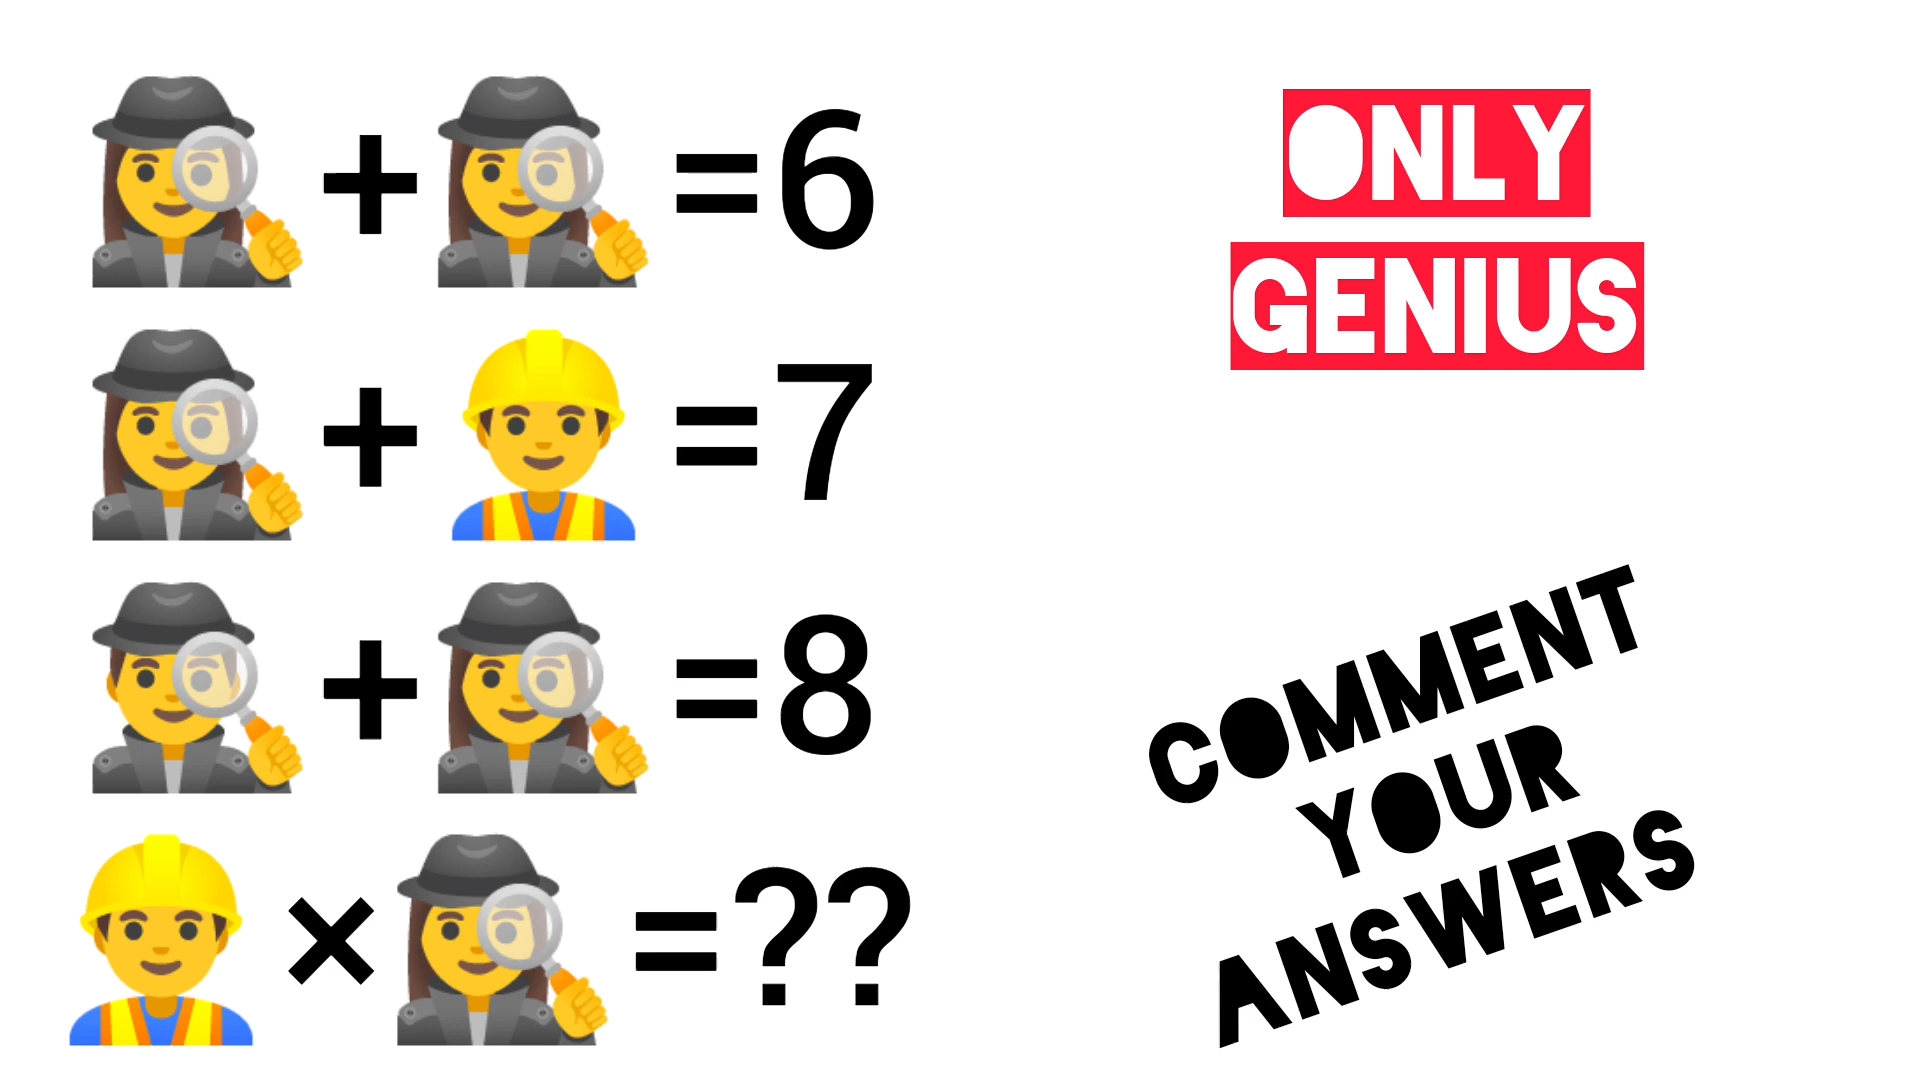 + =6
+ =7
+ =8
× =??
ONLY
GENIUS
COMMENT
YOUR
ANSWERS